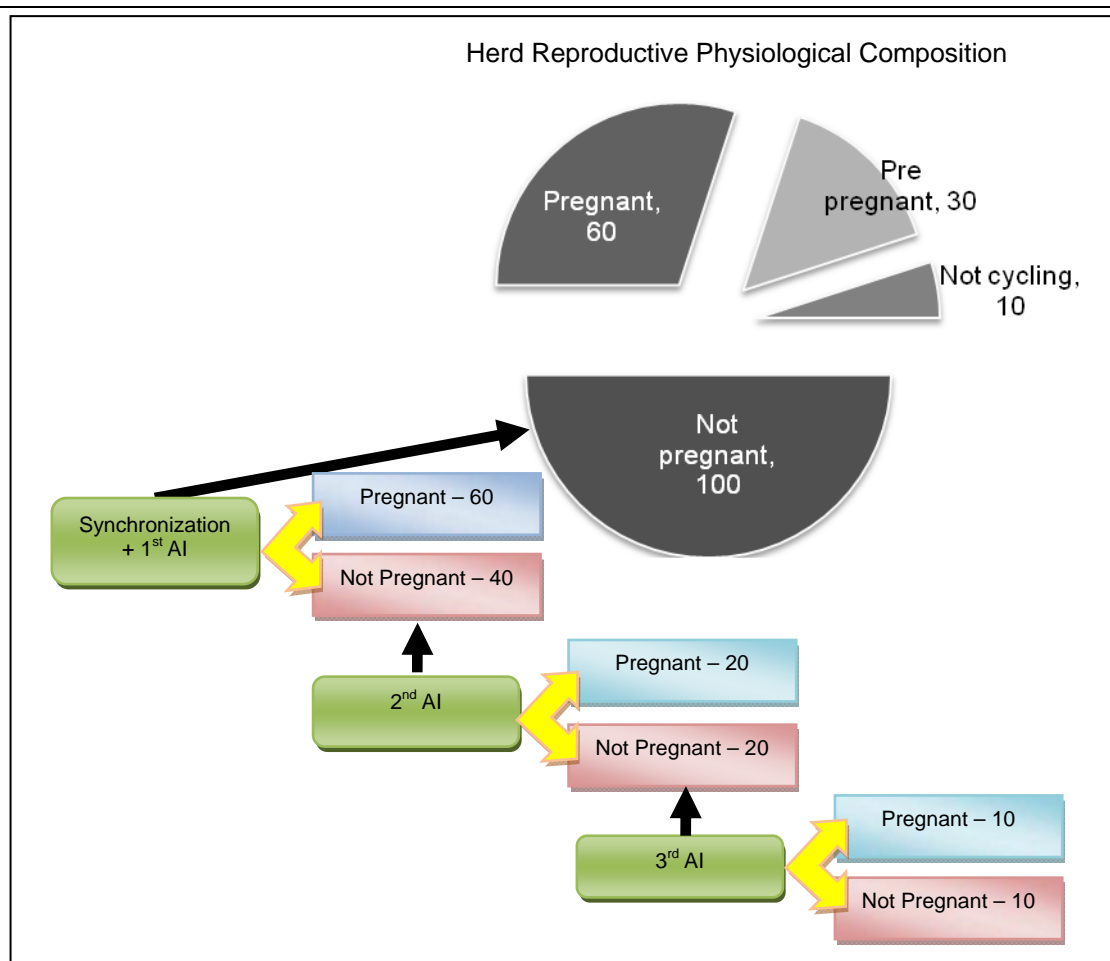 Herd Reproductive Physiological Composition
Pregnant,
60
Pre
pregnant, 30
Not cycling,
10
Not
pregnant,
100
Synchronization
+ 1st AI
Pregnant – 60
Not Pregnant – 40
2nd AI
Pregnant – 20
Not Pregnant – 20
3rd AI
Pregnant – 10
Not Pregnant – 10